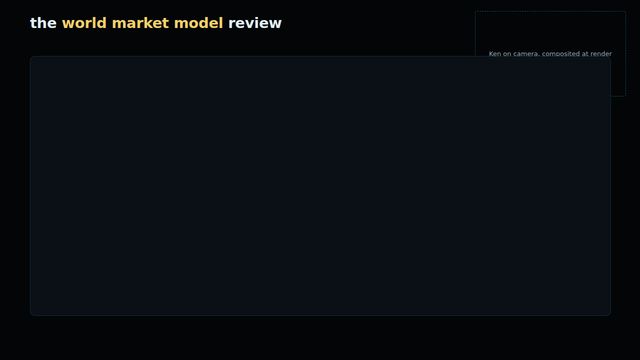 the world market model review
Ken on camera, composited at render